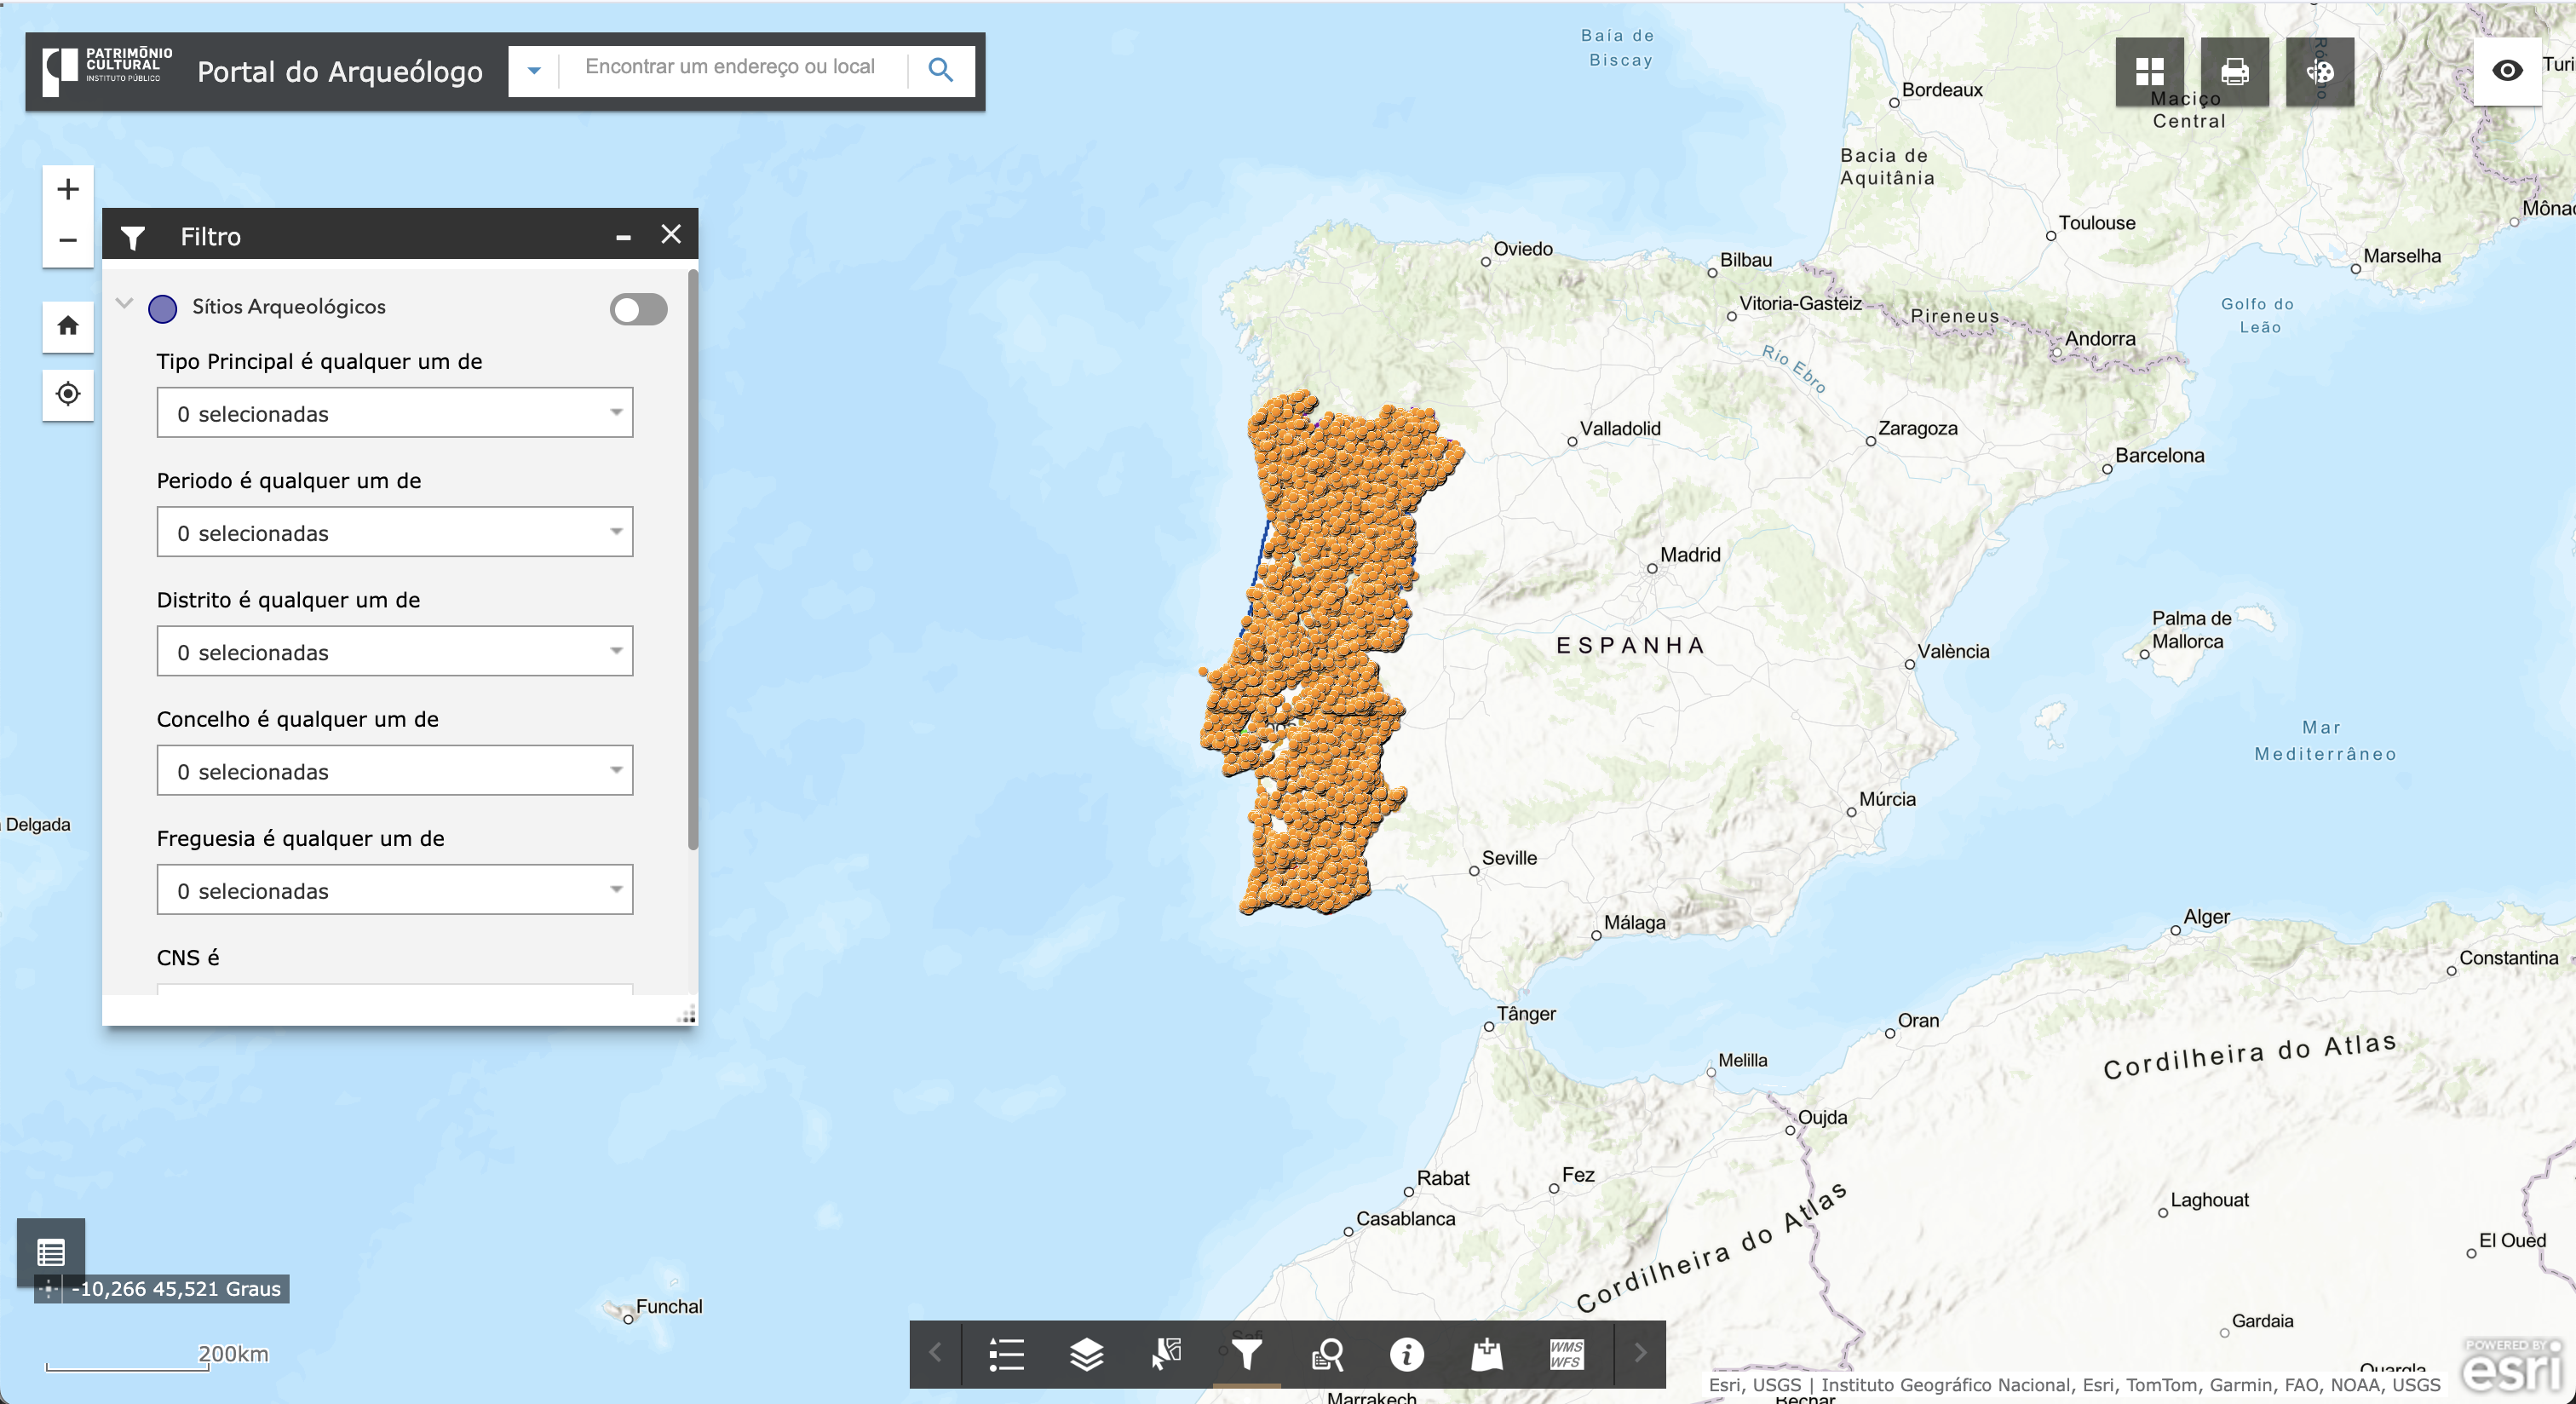 PATRIMÓNIO
CULTURAL
INSTITUTO PÚBLICO
Portal do Arqueólogo
Encontrar um endereço ou local
Filtro
Sítios Arqueológicos
Tipo Principal é qualquer um de
0 selecionadas
Periodo é qualquer um de
0 selecionadas
Distrito é qualquer um de
0 selecionadas
Concelho é qualquer um de
0 selecionadas
Freguesia é qualquer um de
0 selecionadas
CNS é
Delgada
-10,266 45,521 Graus
200km
Funchal
Baía de
Biscay
Bordeaux
Maciço
Central
Bacia de
Aquitânia
Toulouse
Marselha
Oviedo
Bilbau
Vitoria-Gasteiz
Pireneus
Andorra
Golfo do
Leão
Rio Ebro
Valladolid
Zaragoza
Barcelona
Madrid
ESPANHA
Palma de
Mallorca
València
Mar
Mediterrâneo
Múrcia
Seville
Málaga
Alger
Constantina
Tânger
Oran
Melilla
Cordilheira do Atlas
Oujda
Rabat
Fez
Casablanca
Cordilheira do Atlas
Laghouat
El Oued
Gardaia
Safi
WMS
WFS
Marrakech
Esri, USGS | Instituto Geográfico Nacional, Esri, TomTom, Garmin, FAO, NOAA, USGS
POWERED BY
esri